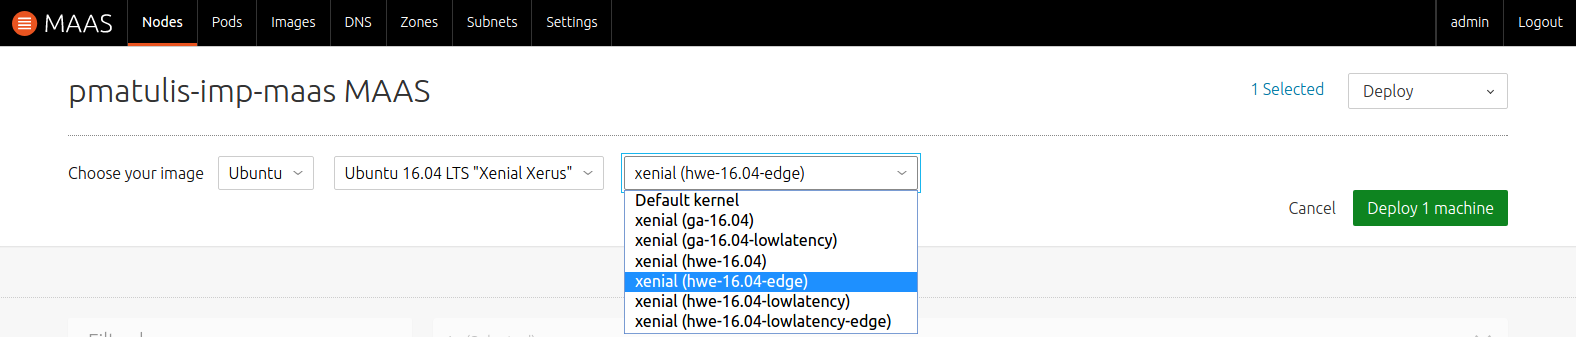 MAAS Nodes Pods Images DNS Zones Subnets Settings admin Logout
pmatulis-imp-maas MAAS
1 Selected Deploy
Choose your image Ubuntu Ubuntu 16.04 LTS "Xenial Xerus" xenial (hwe-16.04-edge)
Default kernel
xenial (ga-16.04)
xenial (ga-16.04-lowlatency)
xenial (hwe-16.04)
xenial (hwe-16.04-edge)
xenial (hwe-16.04-lowlatency)
xenial (hwe-16.04-lowlatency-edge)
Cancel Deploy 1 machine